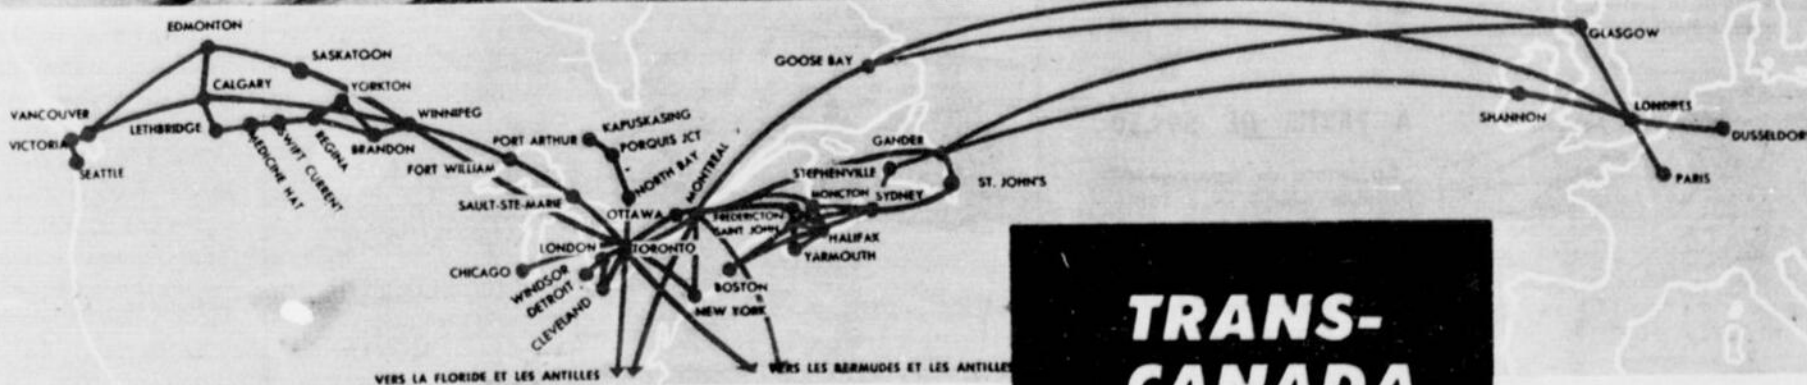 EDMONTON
SASKATOON
CALGARY
YORKTON
VANCOUVER
VICTORIA
SEATTLE
LETHBRIDGE
MEDICINE HAT
SWIFT CURRENT
REGINA
BRANDON
WINNIPEG
FORT WILLIAM
PORT ARTHUR
KAPUSKASING
PORQUIS JCT
NORTH BAY
MONTREAL
SAULT-STE-MARIE
OTTAWA
LONDON
TORONTO
CHICAGO
WINDSOR
DETROIT
CLEVELAND
NEW YORK
BOSTON
FREDERICTON
SAINT JOHN
MONCTON
HALIFAX
YARMOUTH
SYDNEY
STEPHENVILLE
GANDER
ST. JOHN'S
GOOSE BAY
GLASGOW
SHANNON
LONDRES
DUSSELDOR
PARIS
VERS LA FLORIDE ET LES ANTILLES
VERS LES BERMUDES ET LES ANTILLES
TRANS-
CANADA